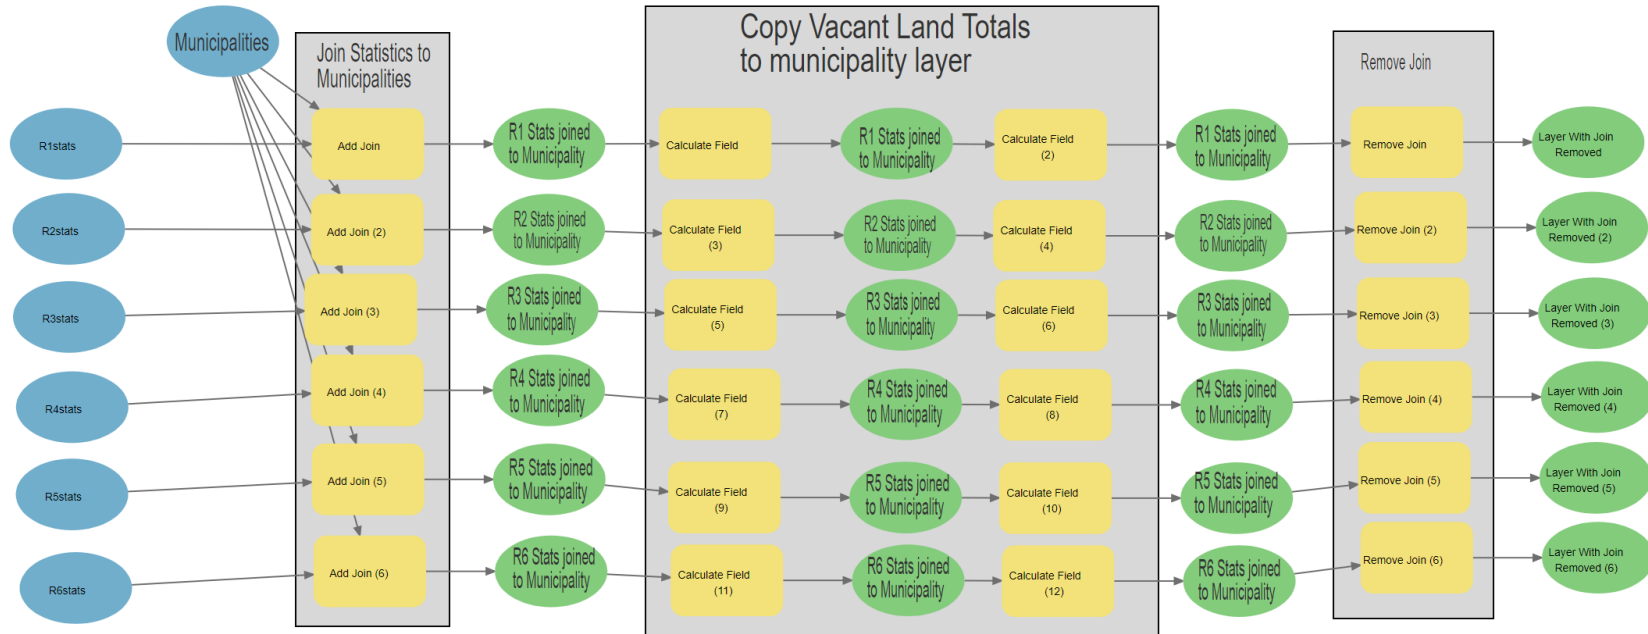 Municipalities
Join Statistics to
Municipalities
Copy Vacant Land Totals
to municipality layer
Remove Join
R1stats
Add Join
R1 Stats joined
to Municipality
Calculate Field
R1 Stats joined
to Municipality
Calculate Field
(2)
R1 Stats joined
to Municipality
Remove Join
Layer With Join
Removed
R2stats
Add Join (2)
R2 Stats joined
to Municipality
Calculate Field
(3)
R2 Stats joined
to Municipality
Calculate Field
(4)
R2 Stats joined
to Municipality
Remove Join (2)
Layer With Join
Removed (2)
R3stats
Add Join (3)
R3 Stats joined
to Municipality
Calculate Field
(5)
R3 Stats joined
to Municipality
Calculate Field
(6)
R3 Stats joined
to Municipality
Remove Join (3)
Layer With Join
Removed (3)
R4stats
Add Join (4)
R4 Stats joined
to Municipality
Calculate Field
(7)
R4 Stats joined
to Municipality
Calculate Field
(8)
R4 Stats joined
to Municipality
Remove Join (4)
Layer With Join
Removed (4)
R5stats
Add Join (5)
R5 Stats joined
to Municipality
Calculate Field
(9)
R5 Stats joined
to Municipality
Calculate Field
(10)
R5 Stats joined
to Municipality
Remove Join (5)
Layer With Join
Removed (5)
R6stats
Add Join (6)
R6 Stats joined
to Municipality
Calculate Field
(11)
R6 Stats joined
to Municipality
Calculate Field
(12)
R6 Stats joined
to Municipality
Remove Join (6)
Layer With Join
Removed (6)